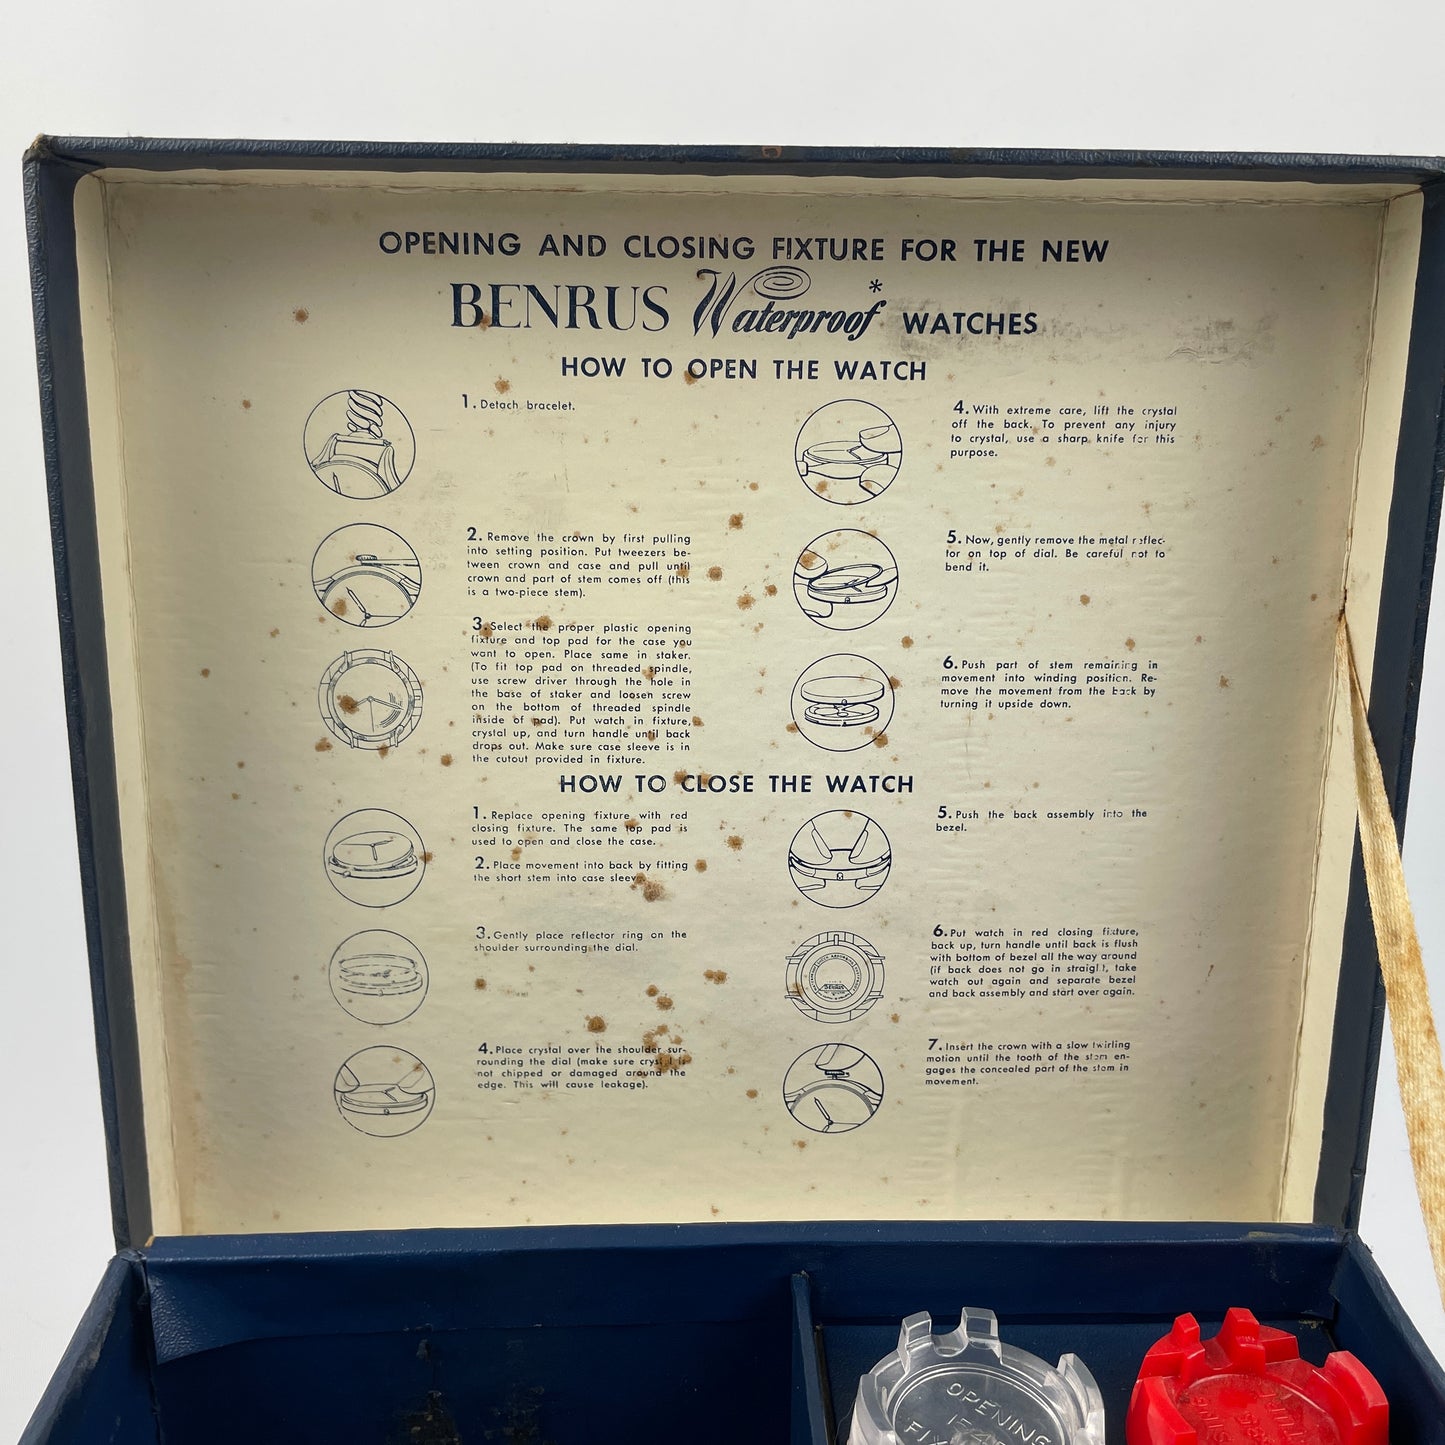 OPENING AND CLOSING FIXTURE FOR THE NEW
BENRUS Waterproof* WATCHES
HOW TO OPEN THE WATCH
1. Detach bracelet.
2. Remove the crown by first pulling
into setting position. Put tweezers be-
tween crown and case and pull until
crown and part of stem comes off (this
is a two-piece stem).
3. Select the proper plastic opening
fixture and top pad for the case you
want to open. Place same in staker.
(To fit top pad on threaded spindle,
use screw driver through the hole in
the base of staker and loosen screw
on the bottom of threaded spindle
inside of pad). Put watch in fixture,
crystal up, and turn handle until back
drops out. Make sure case sleeve is in
the cutout provided in fixture.
4. With extreme care, lift the crystal
off the back. To prevent any injury
to crystal, use a sharp knife for this
purpose.
5. Now, gently remove the metal reflec-
tor on top of dial. Be careful not to
bend it.
6. Push part of stem remaining in
movement into winding position. Re-
move the movement from the back by
turning it upside down.
HOW TO CLOSE THE WATCH
1. Replace opening fixture with red
closing fixture. The same top pad is
used to open and close the case.
2. Place movement into back by fitting
the short stem into case sleeve.
3. Gently place reflector ring on the
shoulder surrounding the dial.
4. Place crystal over the shoulder sur-
rounding the dial (make sure crystal is
not chipped or damaged around the
edge. This will cause leakage).
5. Push the back assembly into the
bezel.
6. Put watch in red closing fixture,
back up, turn handle until back is flush
with bottom of bezel all the way around
(if back does not go in straight, take
watch out again and separate bezel
and back assembly and start over again.
7. Insert the crown with a slow twirling
motion until the tooth of the stem en-
gages the concealed part of the stem in
movement.
OPENING